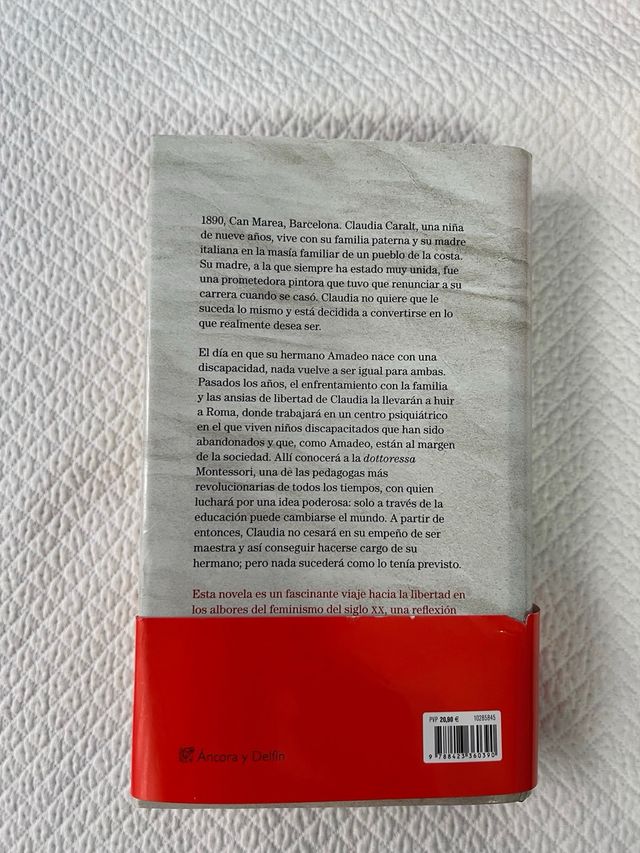 1890, Can Marea, Barcelona. Claudia Caralt, una niña
de nueve años, vive con su familia paterna y su madre
italiana en la masía familiar de un pueblo de la costa.
Su madre, a la que siempre ha estado muy unida, fue
una prometedora pintora que tuvo que renunciar a su
carrera cuando se casó. Claudia no quiere que le
suceda lo mismo y está decidida a convertirse en lo
que realmente desea ser.
El día en que su hermano Amadeo nace con una
discapacidad, nada vuelve a ser igual para ambas.
Pasados los años, el enfrentamiento con la familia
y las ansias de libertad de Claudia la llevarán a huir
a Roma, donde trabajará en un centro psiquiátrico
en el que viven niños discapacitados que han sido
abandonados y que, como Amadeo, están al margen
de la sociedad. Allí conocerá a la dottoressa
Montessori, una de las pedagogas más
revolucionarias de todos los tiempos, con quien
luchará por una idea poderosa: solo a través de la
educación puede cambiarse el mundo. A partir de
entonces, Claudia no cesará en su empeño de ser
maestra y así conseguir hacerse cargo de su
hermano; pero nada sucederá como lo tenía previsto.
Esta novela es un fascinante viaje hacia la libertad en
los albores del feminismo del siglo XX, una reflexión
PVP 20,90 € 10285845
9 788423 360390
Áncora y Delfín